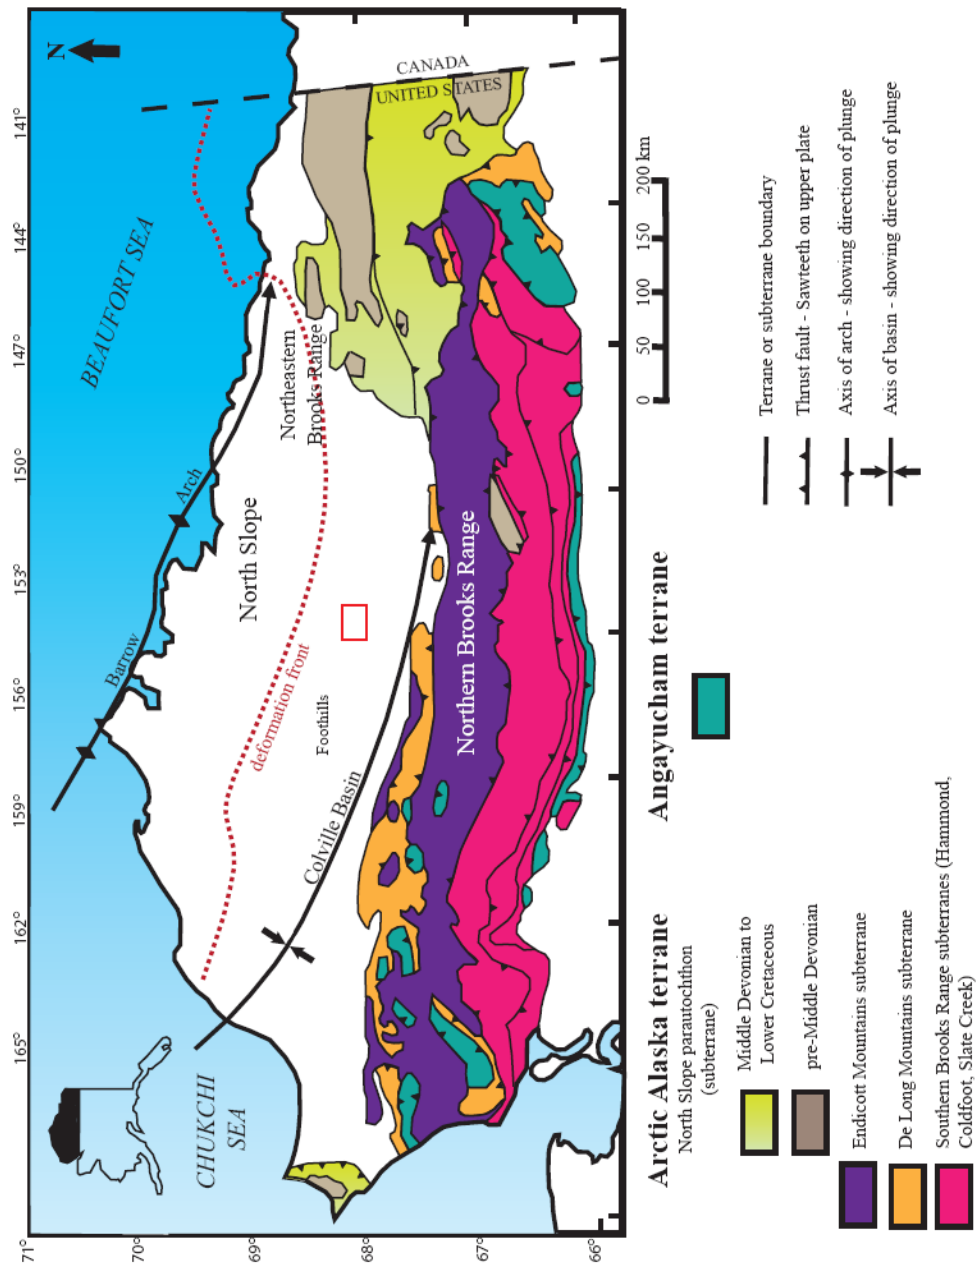 N
141°
144°
147°
150°
153°
156°
159°
162°
165°
71°
70°
69°
68°
67°
66°
BEAUFORT SEA
CHUKCHI
SEA
CANADA
UNITED STATES
Barrow
Arch
North Slope
Northeastern
Brooks Range
deformation front
Foothills
Colville Basin
Northern Brooks Range
0
50
100
150
200 km
Arctic Alaska terrane
North Slope parautochthon
(subterrane)
Middle Devonian to
Lower Cretaceous
pre-Middle Devonian
Endicott Mountains subterrane
De Long Mountains subterrane
Southern Brooks Range subterranes (Hammond,
Coldfoot, Slate Creek)
Angayucham terrane
Terrane or subterrane boundary
Thrust fault - Sawteeth on upper plate
Axis of arch - showing direction of plunge
Axis of basin - showing direction of plunge